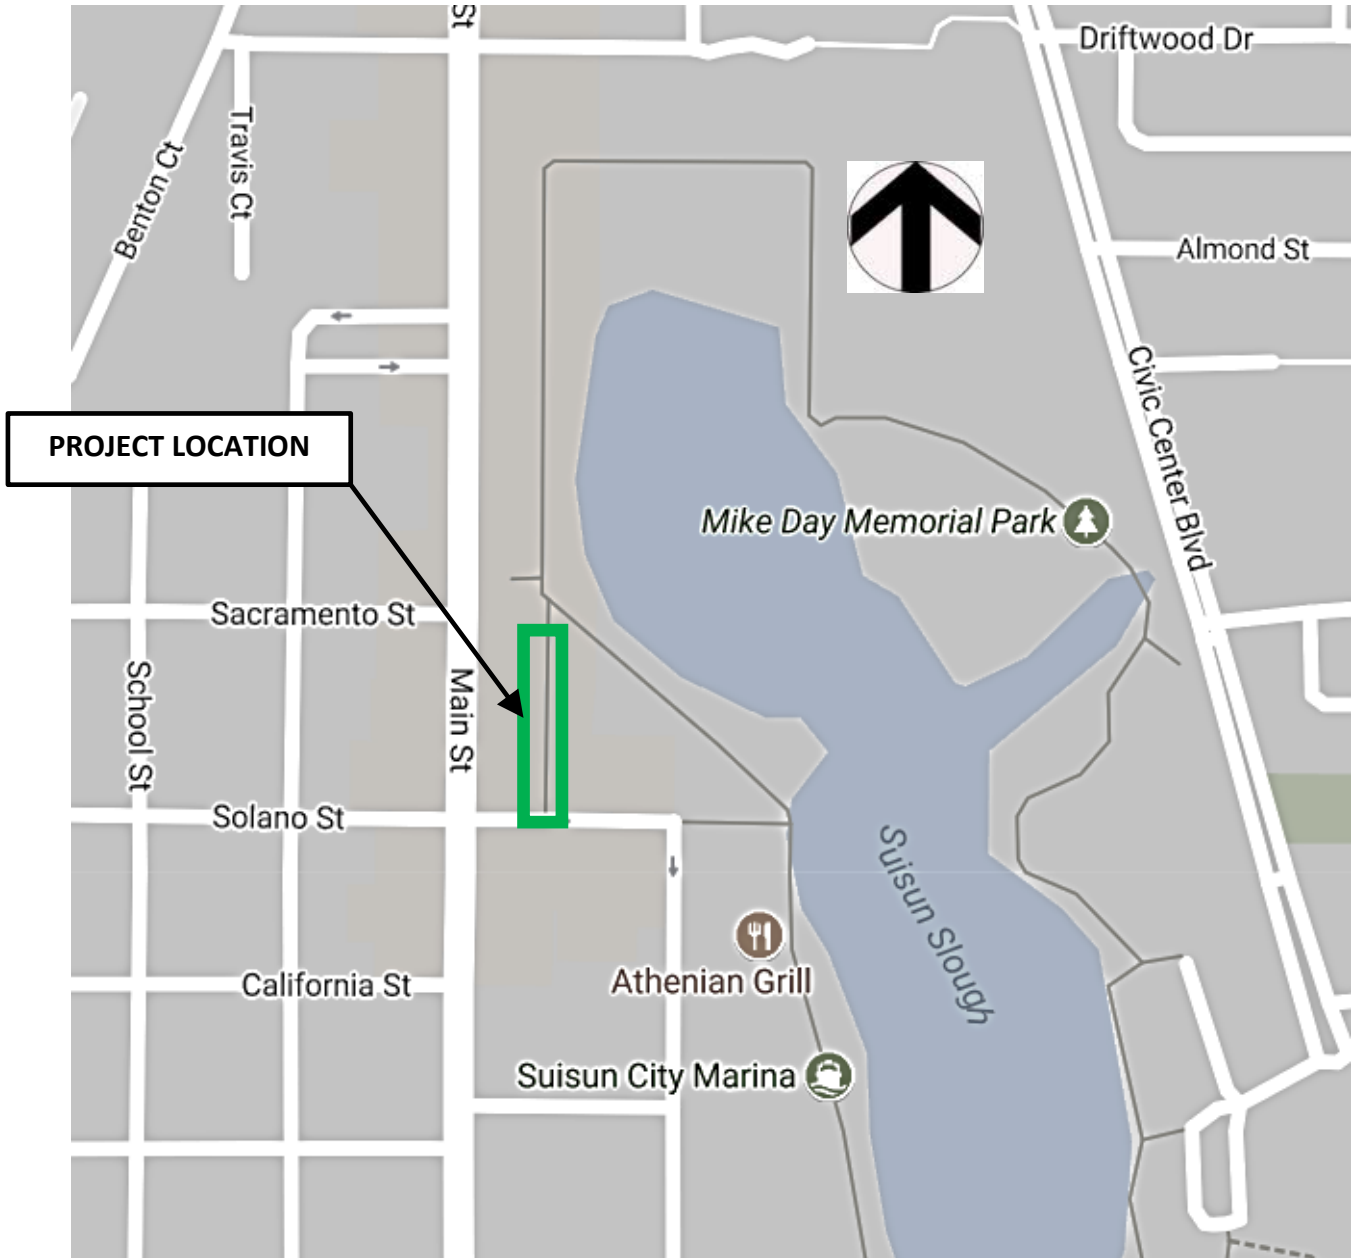 St
Driftwood Dr
Travis Ct
Benton Ct
Almond St
Civic Center Blvd
PROJECT LOCATION
Mike Day Memorial Park
Sacramento St
School St
Main St
Solano St
Suisun Slough
Athenian Grill
California St
Suisun City Marina